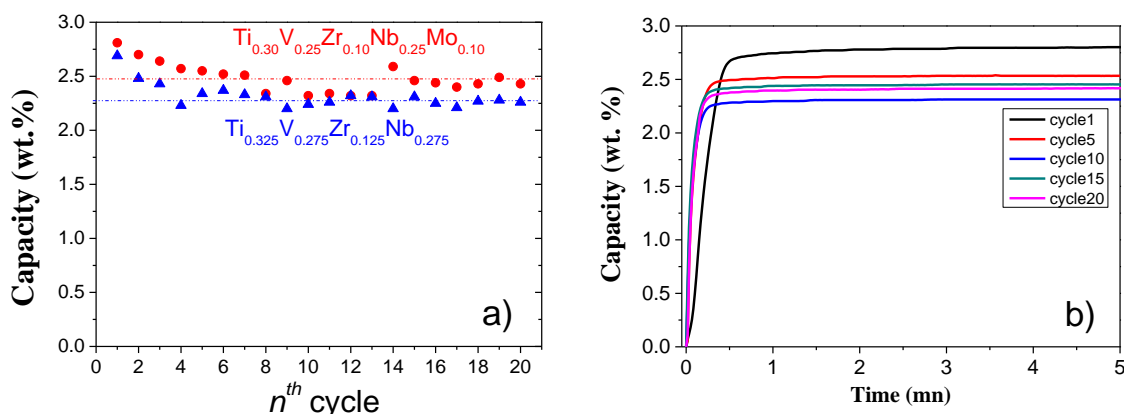 3.0
2.5
2.0
1.5
1.0
0.5
0.0
Capacity (wt.%)
Ti0.30V0.25Zr0.10Nb0.25Mo0.10
Ti0.325V0.275Zr0.125Nb0.275
a)
0 2 4 6 8 10 12 14 16 18 20
nth cycle
3.0
2.5
2.0
1.5
1.0
0.5
0.0
Capacity (wt. %)
cycle1
cycle5
cycle10
cycle15
cycle20
b)
0 1 2 3 4 5
Time (mn)